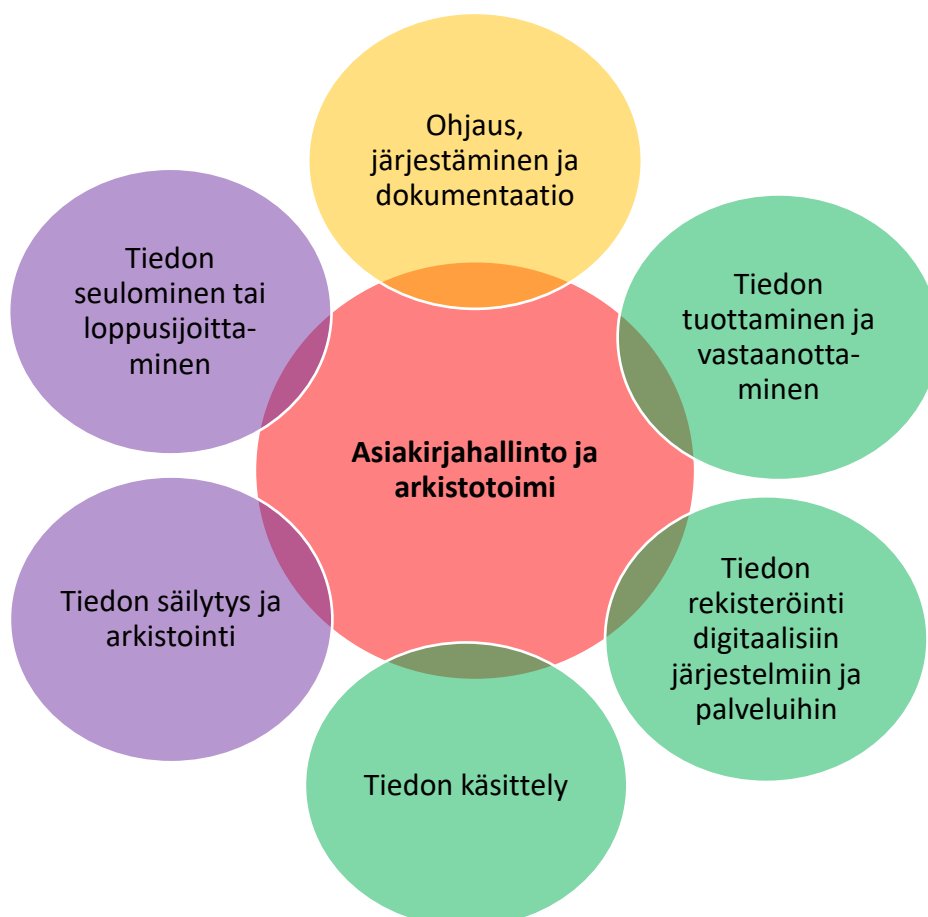 Ohjaus,
järjestäminen ja
dokumentaatio
Tiedon
tuottaminen ja
vastaanotta-
minen
Tiedon
rekisteröinti
digitaalisiin
järjestelmiin ja
palveluihin
Tiedon käsittely
Tiedon säilytys ja
arkistointi
Tiedon
seulominen tai
loppusijoitta-
minen
Asiakirjahallinto ja
arkistotoimi